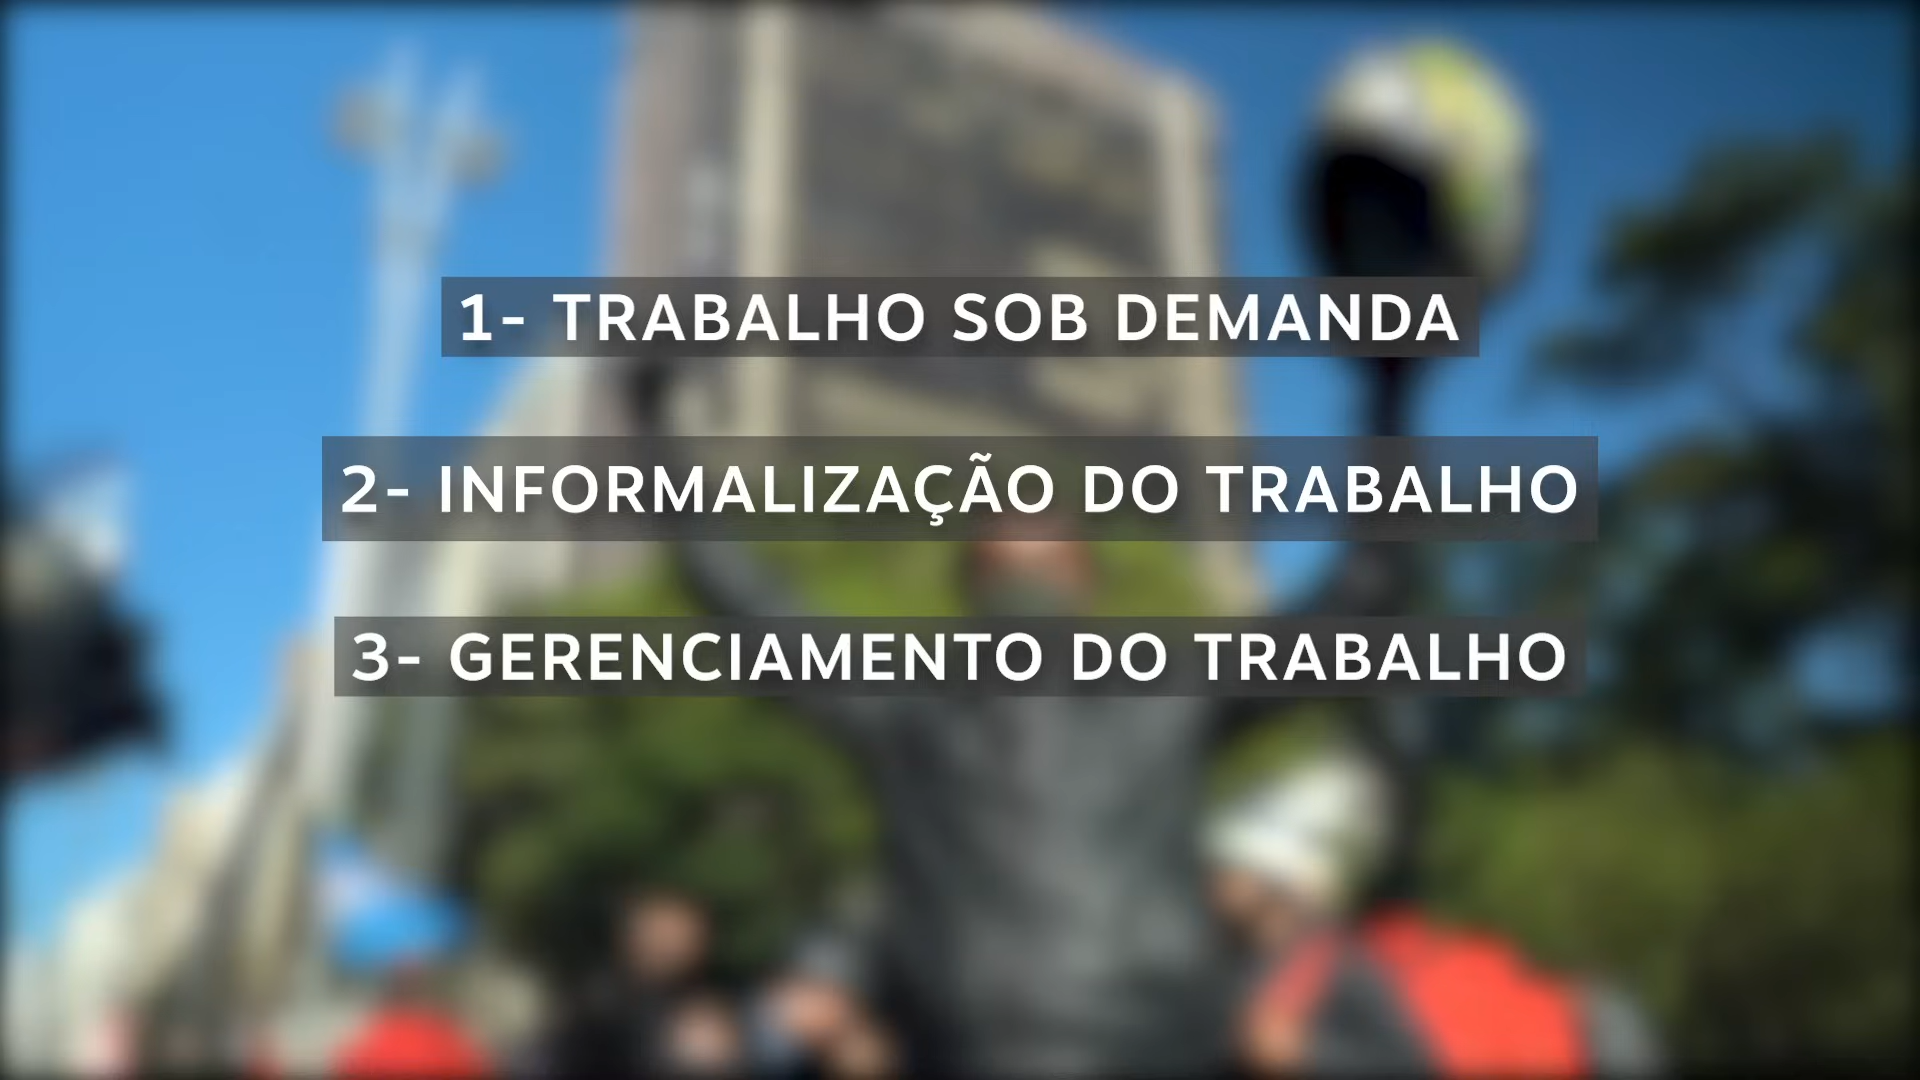 1- TRABALHO SOB DEMANDA
2- INFORMALIZAÇÃO DO TRABALHO
3- GERENCIAMENTO DO TRABALHO